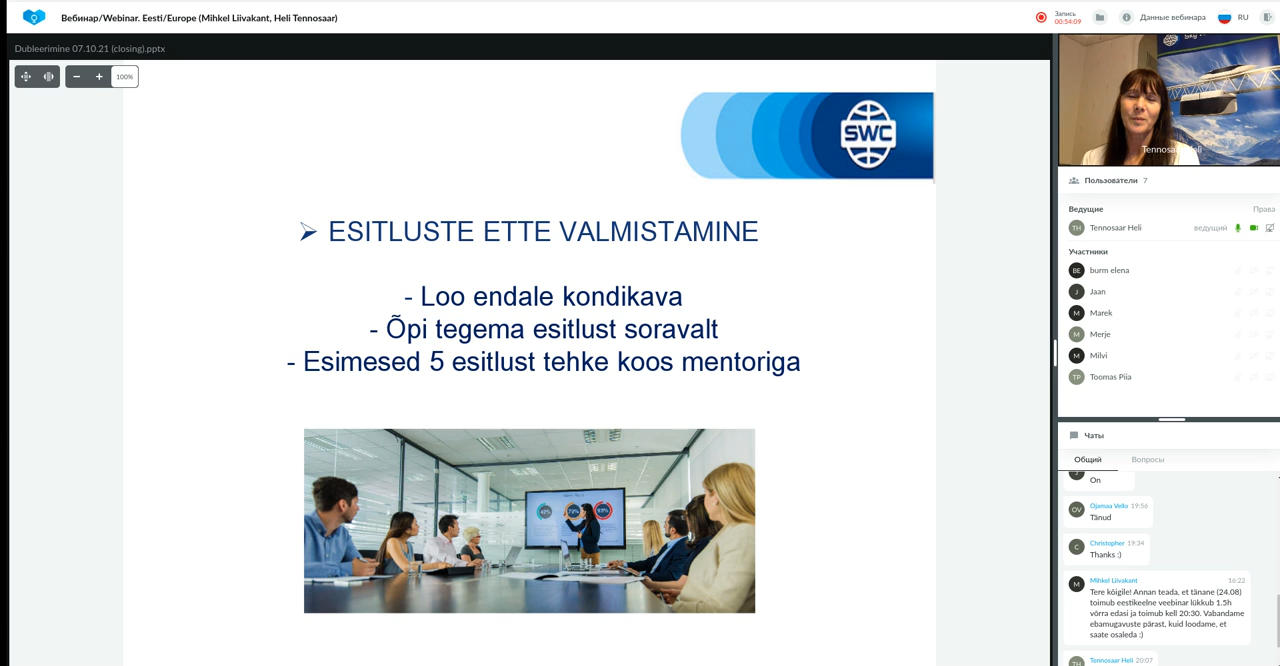 Вебинар/Webinar. Eesti/Europe (Mihkel Liivakant, Heli Tennosaar)
Запись
00:54:09
Данные вебинара
RU
Dubleerimine 07.10.21 (closing).pptx
100%
SWC
➢ ESITLUSTE ETTE VALMISTAMINE
- Loo endale kondikava
- Õpi tegema esitlust soravalt
- Esimesed 5 esitlust tehke koos mentoriga
Пользователи 7
Ведущие
Права
TH Tennosaar Heli ведущий
Участники
BE burm elena
J Jaan
M Marek
M Merje
M Milvi
TP Toomas Piia
Чаты
Общий
Вопросы
On
OV Ojamaa Vello 19:56
Tänud
C Christopher 19:34
Thanks :)
M Mihkel Liivakant 16:22
Tere kõigile! Annan teada, et tänane (24.08)
toimub eestikeelne veebinar lükkub 1.5h
võrra edasi ja toimub kell 20:30. Vabandame
ebamugavuste pärast, kuid loodame, et
saate osaleda :)
TH Tennosaar Heli 20:07